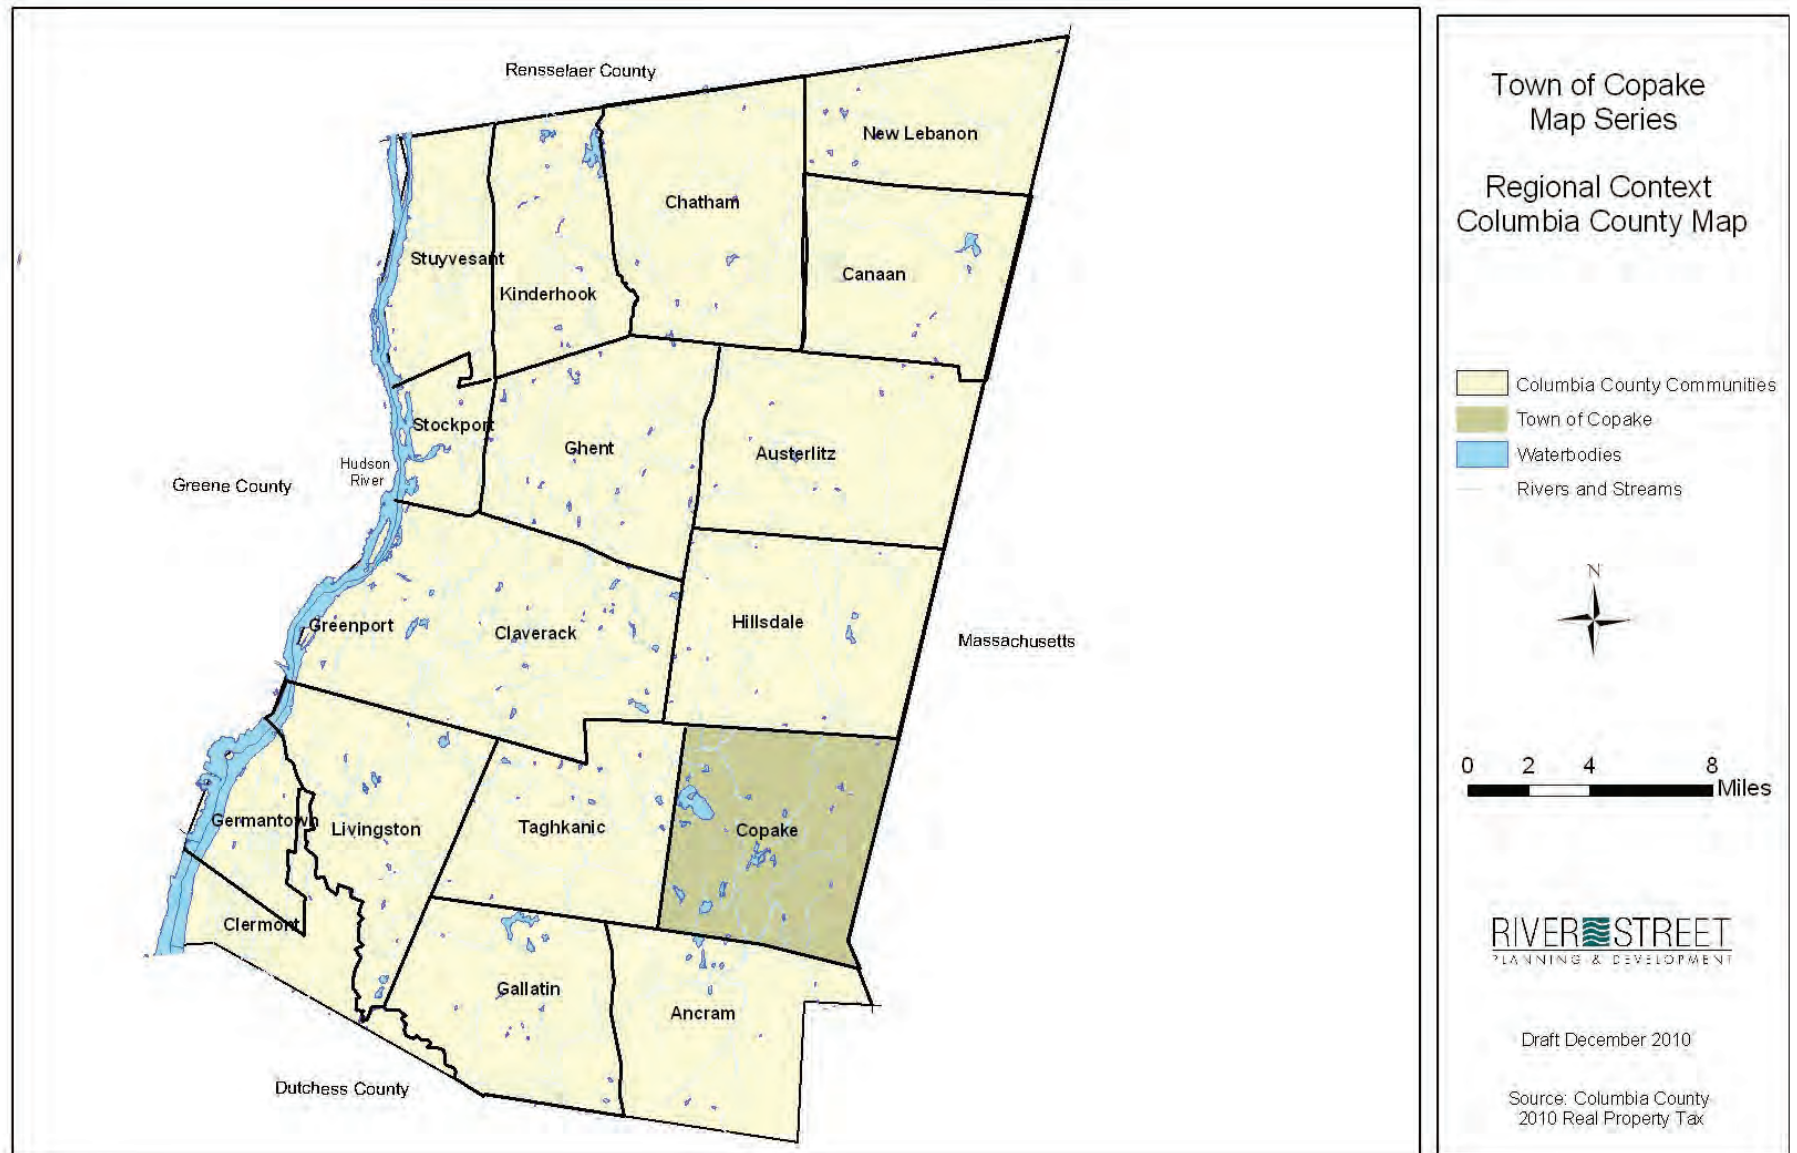 Rensselaer County
New Lebanon
Chatham
Stuyvesant
Canaan
Kinderhook
Stockport
Ghent
Austerlitz
Hudson
River
Greene County
Greenport
Claverack
Hillsdale
Massachusetts
Germantown
Livingston
Taghkanic
Copake
Clermont
Gallatin
Ancram
Dutchess County
Town of Copake
Map Series
Regional Context
Columbia County Map
Columbia County Communities
Town of Copake
Waterbodies
Rivers and Streams
N
0 2 4 8
Miles
RIVER STREET
PLANNING & DEVELOPMENT
Draft December 2010
Source: Columbia County
2010 Real Property Tax